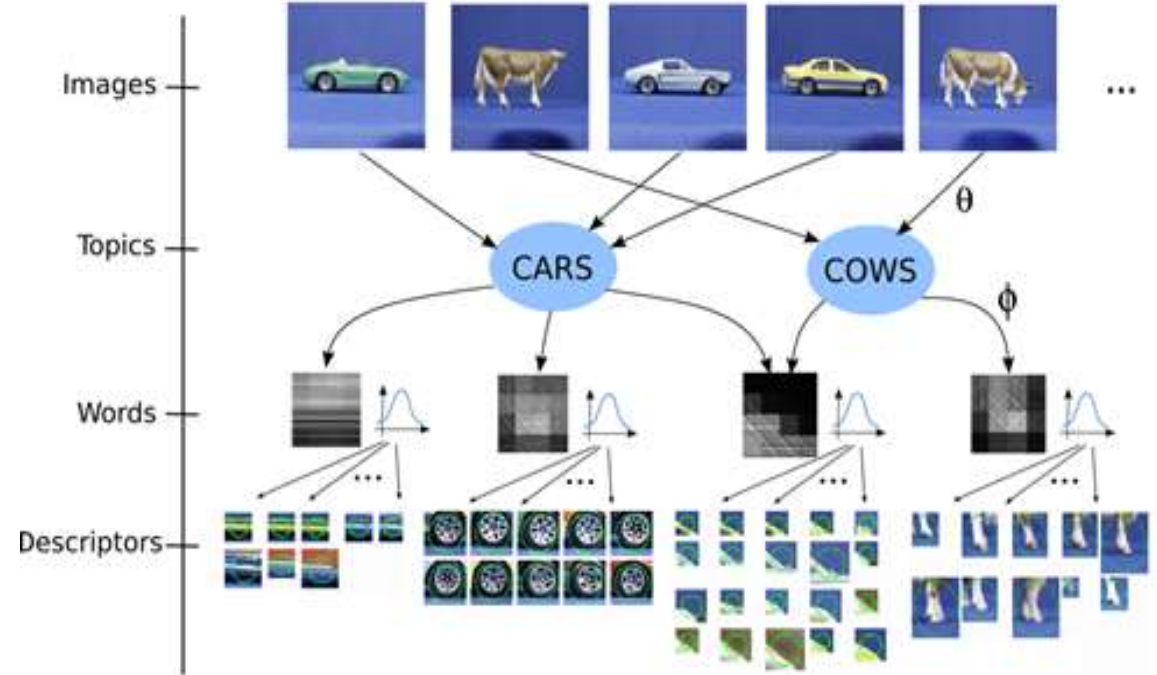 Images
...
θ
Topics
CARS
COWS
ϕ
Words
...
...
...
...
Descriptors